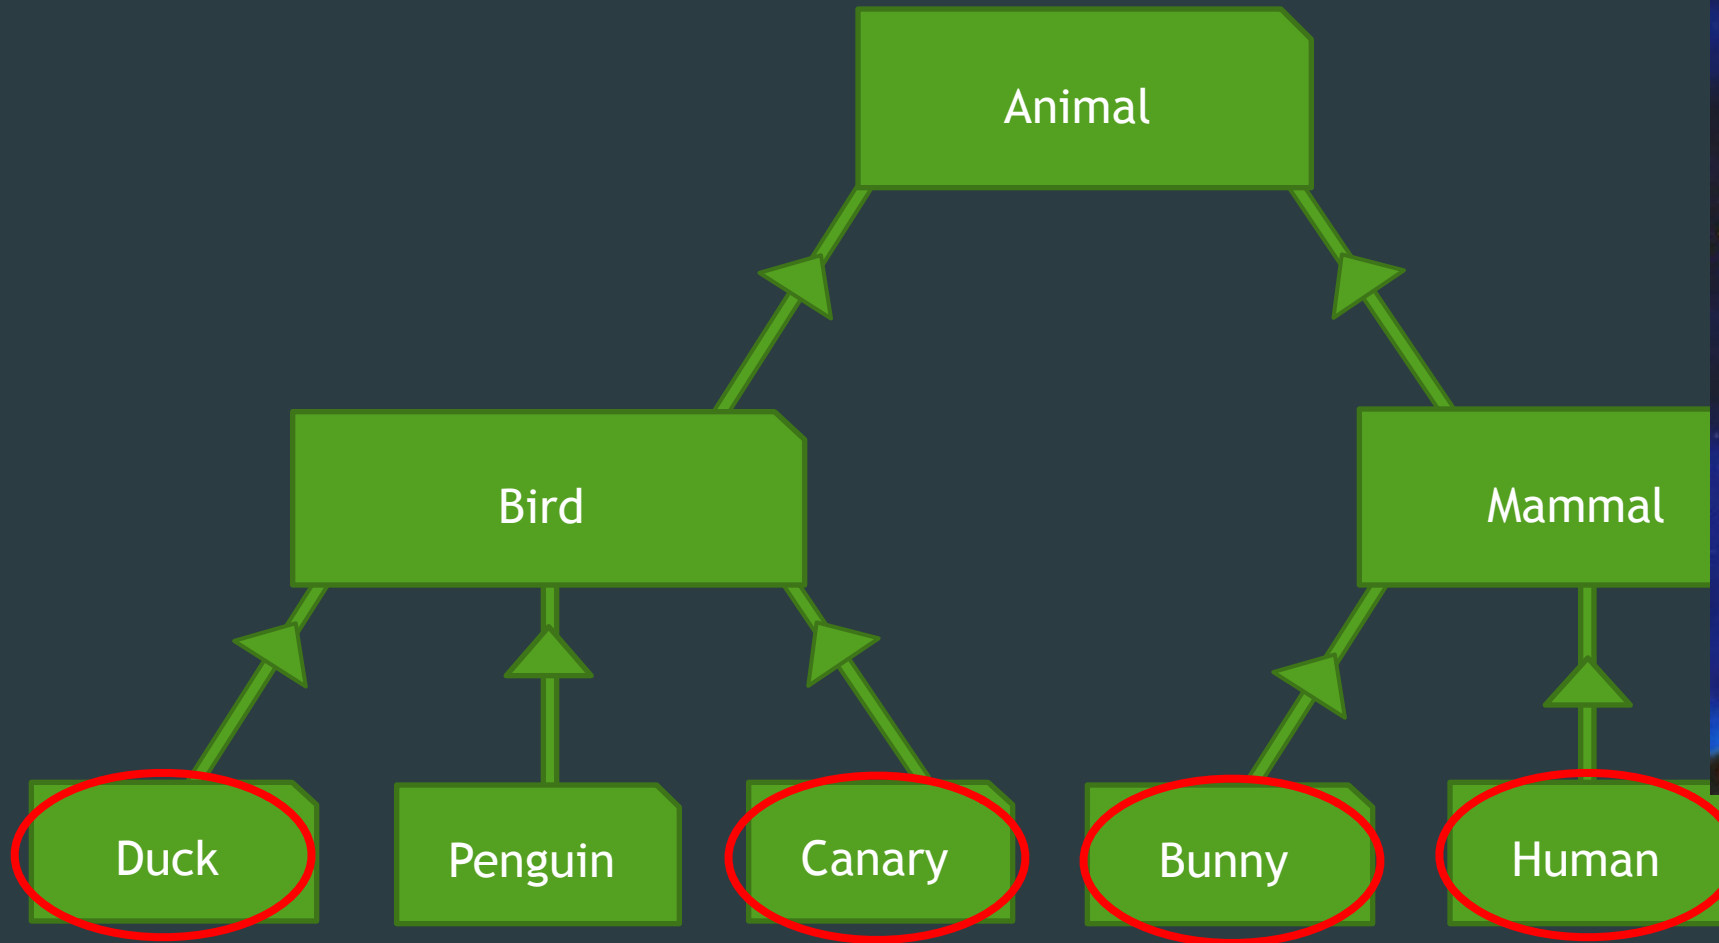 Animal
Bird
Mammal
Duck
Penguin
Canary
Bunny
Human